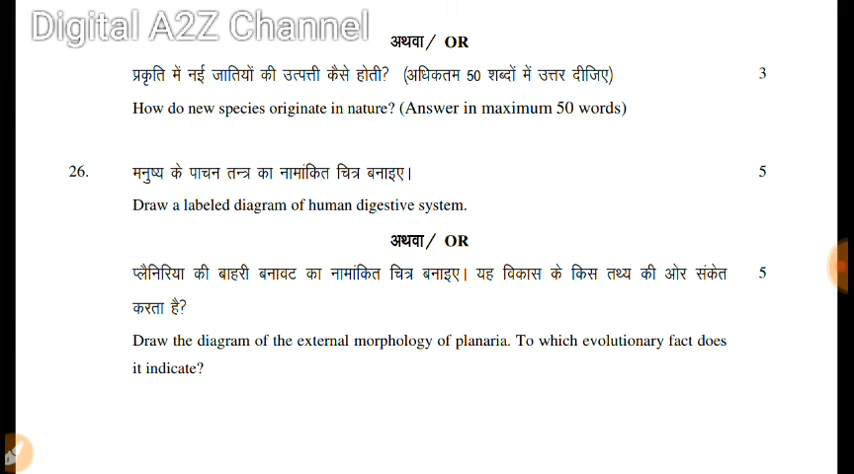 Digital A2Z Channel
अथवा/ OR
प्रकृति में नई जातियों की उत्पत्ती कैसे होती? (अधिकतम 50 शब्दों में उत्तर दीजिए) 3
How do new species originate in nature? (Answer in maximum 50 words)
26. मनुष्य के पाचन तन्त्र का नामांकित चित्र बनाइए। 5
Draw a labeled diagram of human digestive system.
अथवा/ OR
प्लैनिरिया की बाहरी बनावट का नामांकित चित्र बनाइए। यह विकास के किस तथ्य की ओर संकेत 5
करता है?
Draw the diagram of the external morphology of planaria. To which evolutionary fact does
it indicate?